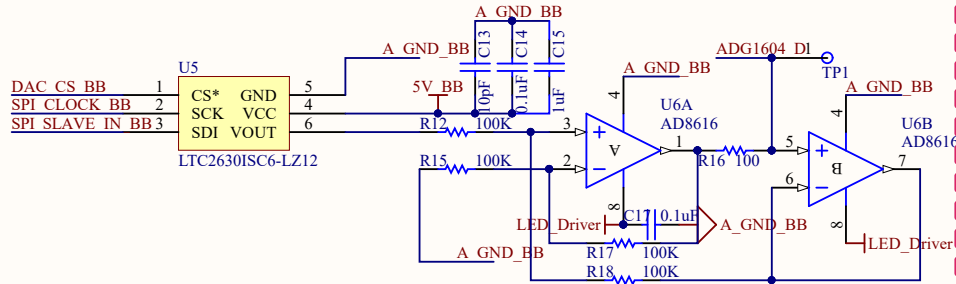 A_GND_BB
A_GND_BB
C13
C14
C15
10pF
0.1uF
1uF
ADG1604_D1
TP1
U5
DAC_CS_BB 1 CS* GND 5
SPI_CLOCK_BB 2 SCK VCC 4
SPI_SLAVE_IN_BB 3 SDI VOUT 6
LTC2630ISC6-LZ12
5V_BB
A_GND_BB
4
U6A
AD8616
A_GND_BB
4
U6B
AD8616
R12 100K
3
+
A
1
R15 100K
2
−
R16 100
5
+
B
7
6
−
8
LED_Driver
C17 0.1uF
A_GND_BB
8
LED_Driver
R17 100K
A_GND_BB
R18 100K